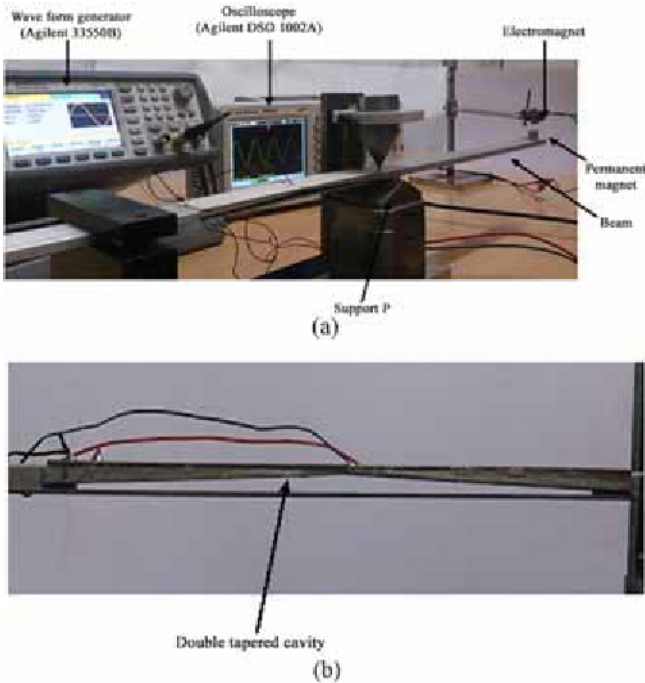 Wave form generator
(Agilent 33550B)
Oscilloscope
(Agilent DSO 1002A)
Electromagnet
Permanent
magnet
Beam
Support P
(a)
Double tapered cavity
(b)